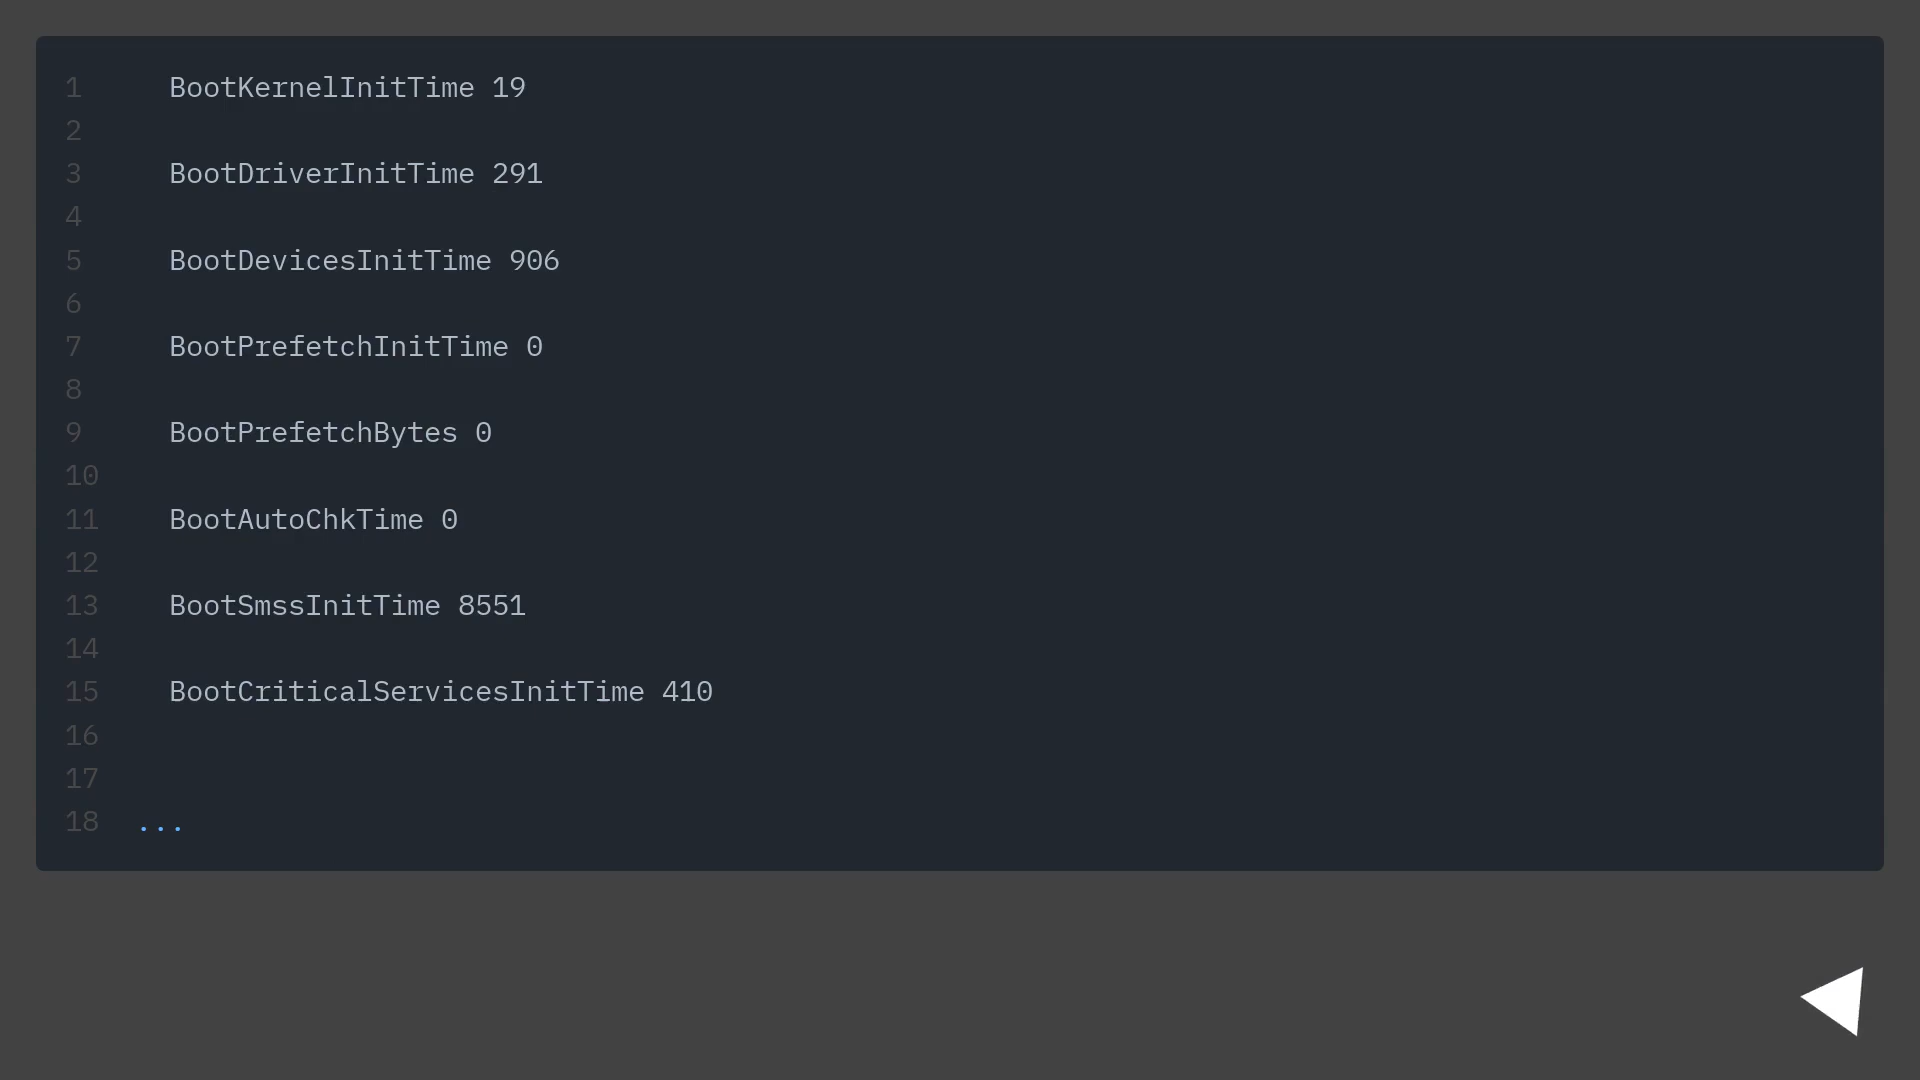 1 BootKernelInitTime 19
2
3 BootDriverInitTime 291
4
5 BootDevicesInitTime 906
6
7 BootPrefetchInitTime 0
8
9 BootPrefetchBytes 0
10
11 BootAutoChkTime 0
12
13 BootSmssInitTime 8551
14
15 BootCriticalServicesInitTime 410
16
17
18 ...